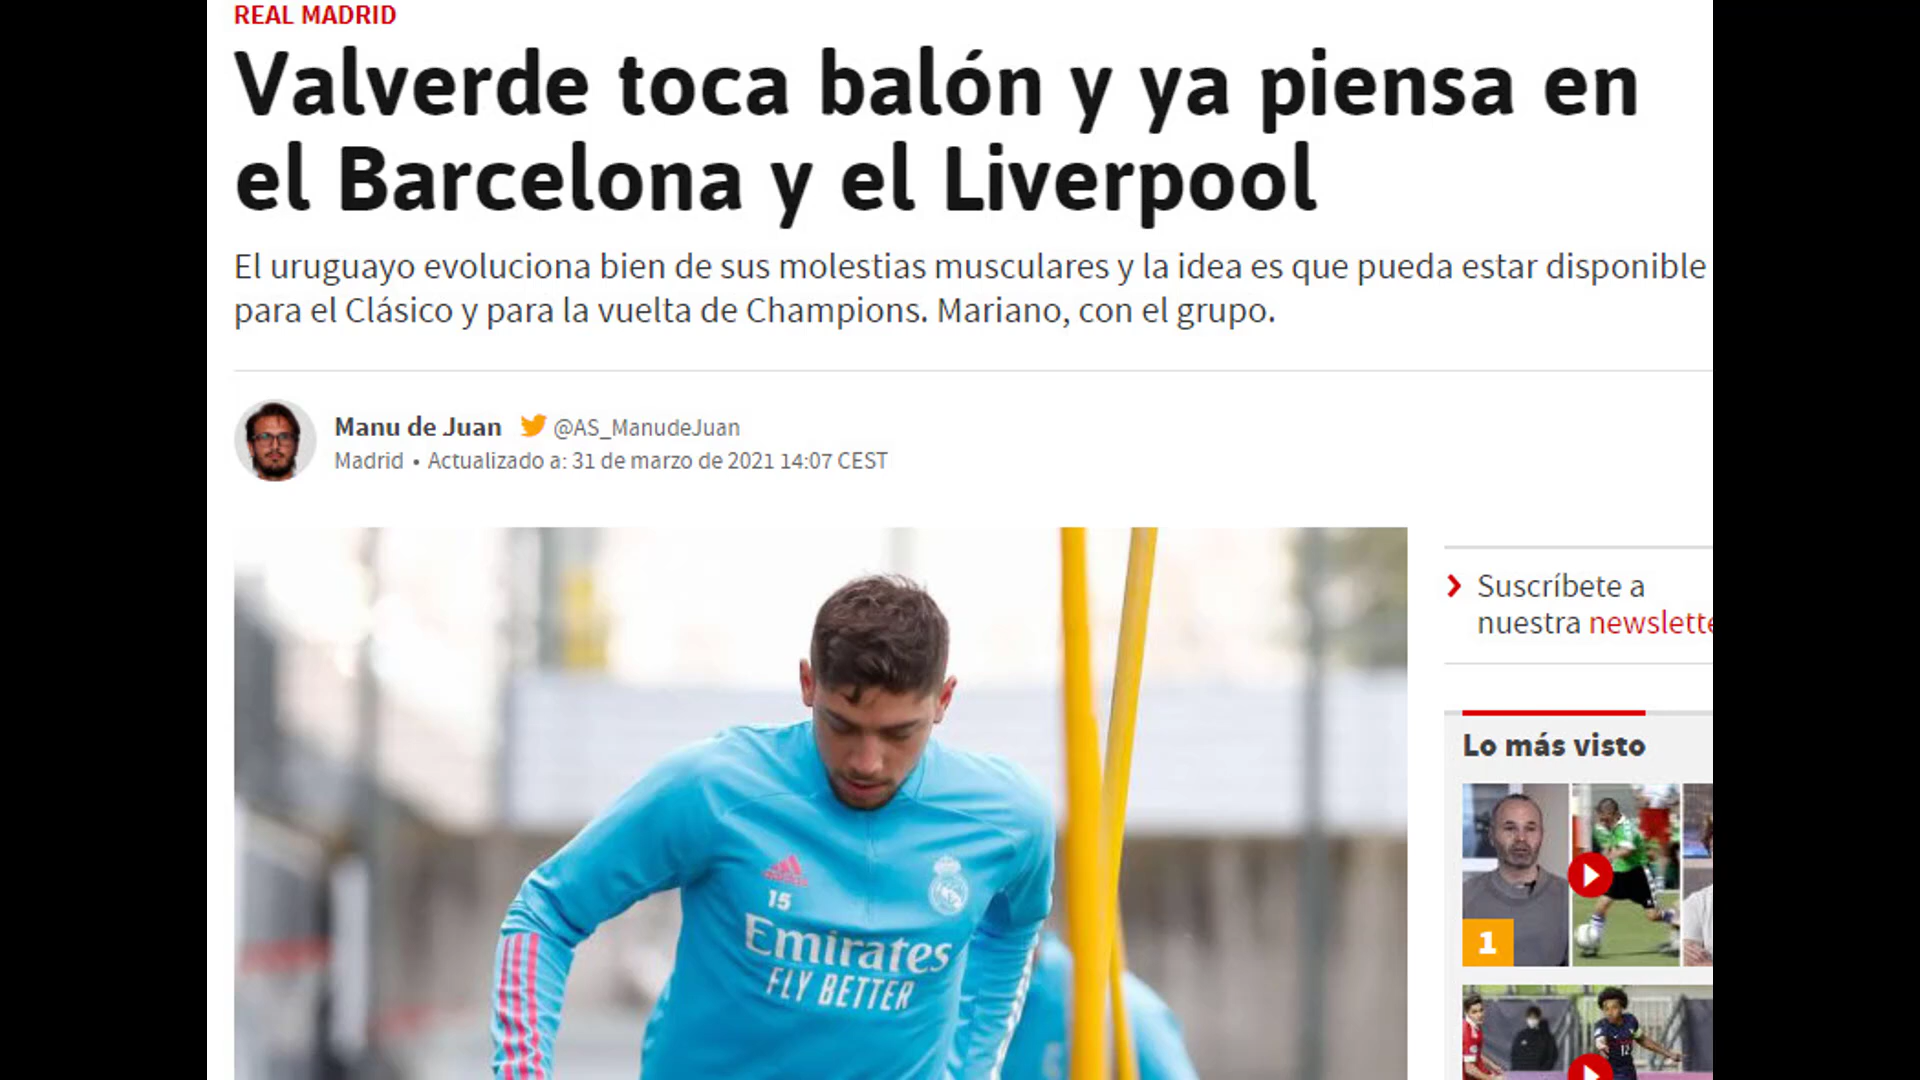 REAL MADRID
Valverde toca balón y ya piensa en
el Barcelona y el Liverpool
El uruguayo evoluciona bien de sus molestias musculares y la idea es que pueda estar disponible
para el Clásico y para la vuelta de Champions. Mariano, con el grupo.
Manu de Juan @AS_ManudeJuan
Madrid • Actualizado a: 31 de marzo de 2021 14:07 CEST
Suscríbete a
nuestra newslette
Lo más visto
1
15
Emirates
FLY BETTER
12